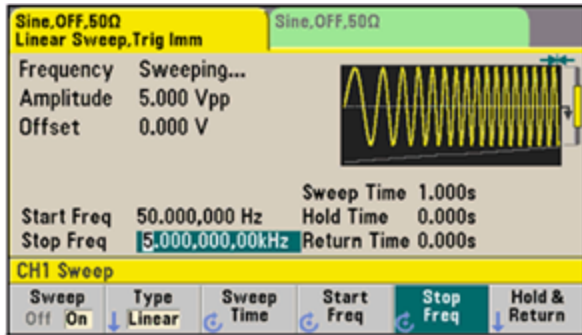 Sine,OFF,50Ω Sine,OFF,50Ω
Linear Sweep,Trig Imm
Frequency Sweeping...
Amplitude 5.000 Vpp
Offset 0.000 V
Sweep Time 1.000s
Start Freq 50.000,000 Hz Hold Time 0.000s
Stop Freq 5.000,000,00kHz Return Time 0.000s
CH1 Sweep
Sweep Type Sweep Start Stop Hold &
Off On Linear Time Freq Freq Return